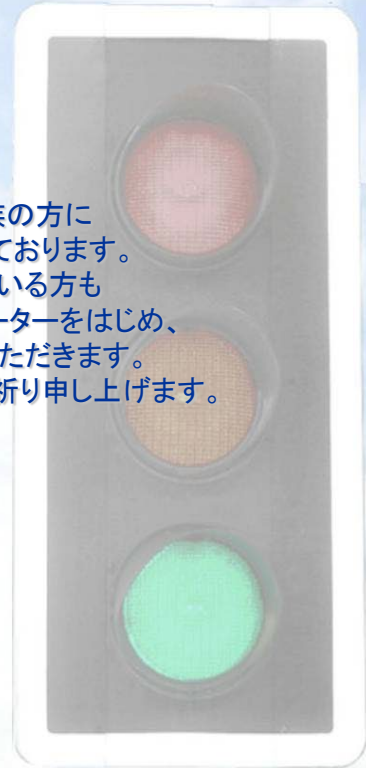 の方に
ております。
いる方も
ーターをはじめ、
ただきます。
祈り申し上げます。